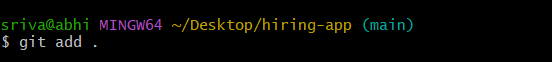 sriva@abhi MINGW64 ~/Desktop/hiring-app (main)
$ git add .